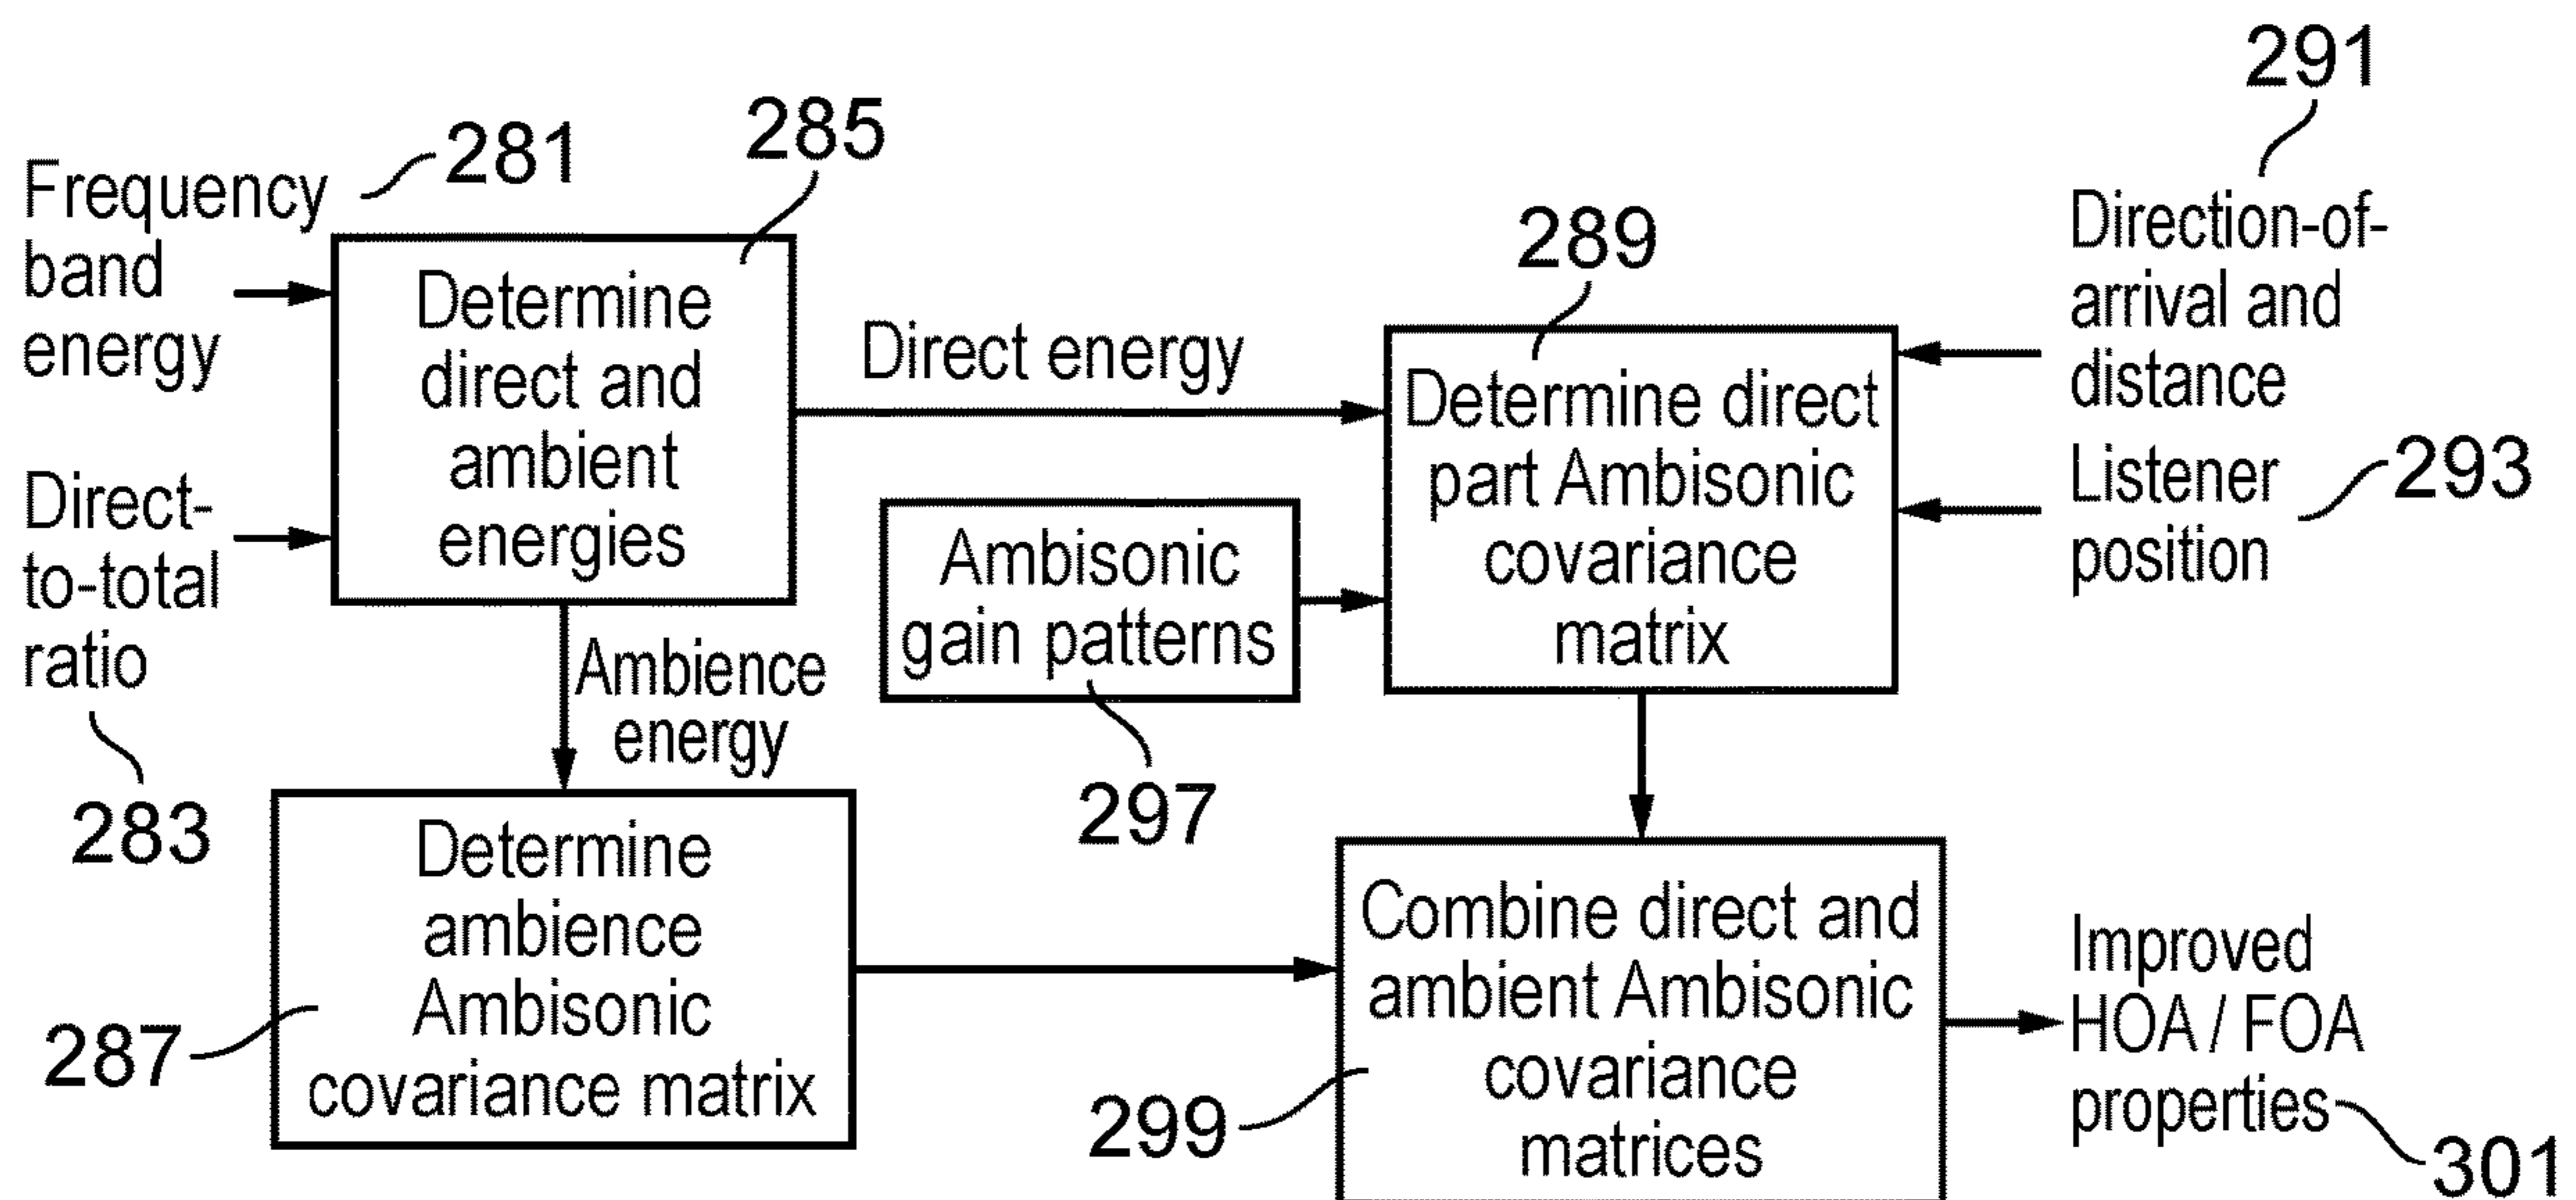 281
Frequency
band
energy
285
Determine
direct and
ambient
energies
Direct-
to-total
ratio
283
Direct energy
Ambience
energy
Ambisonic
gain patterns
297
289
Determine direct
part Ambisonic
covariance
matrix
291
Direction-of-
arrival and
distance
Listener
position
293
Determine
ambience
Ambisonic
covariance matrix
287
Combine direct and
ambient Ambisonic
covariance
matrices
299
Improved
HOA / FOA
properties
301